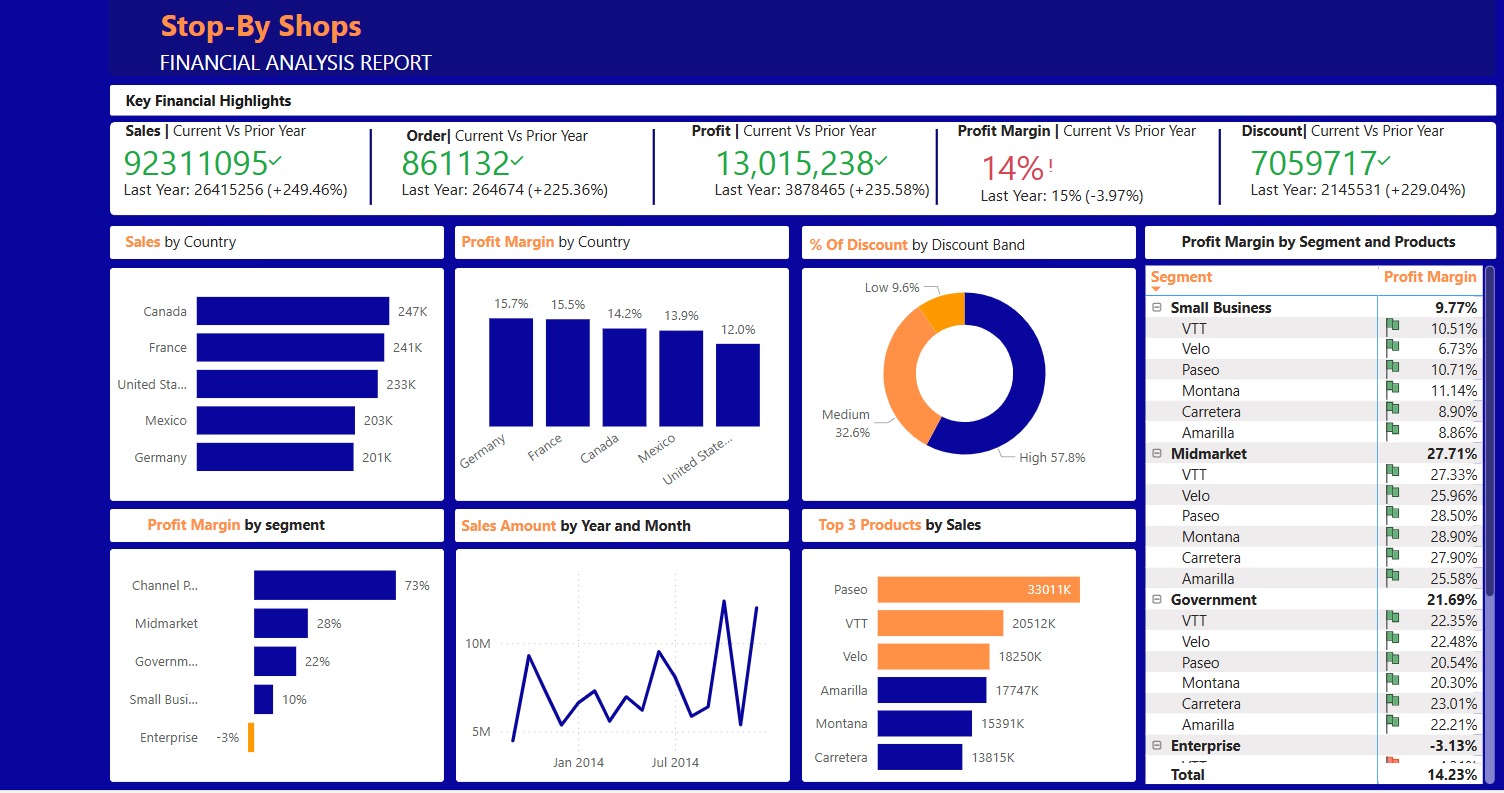 Stop-By Shops
FINANCIAL ANALYSIS REPORT
Key Financial Highlights
Sales | Current Vs Prior Year
92311095
Last Year: 26415256 (+249.46%)
Order| Current Vs Prior Year
861132
Last Year: 264674 (+225.36%)
Profit | Current Vs Prior Year
13,015,238
Last Year: 3878465 (+235.58%)
Profit Margin | Current Vs Prior Year
14%!
Last Year: 15% (-3.97%)
Discount| Current Vs Prior Year
7059717
Last Year: 2145531 (+229.04%)
Sales by Country
Canada 247K
France 241K
United Sta... 233K
Mexico 203K
Germany 201K
Profit Margin by Country
15.7% 15.5% 14.2% 13.9% 12.0%
Germany France Canada Mexico United State...
% Of Discount by Discount Band
Low 9.6%
Medium
32.6%
High 57.8%
Profit Margin by segment
Channel P... 73%
Midmarket 28%
Governm... 22%
Small Busi... 10%
Enterprise -3%
Sales Amount by Year and Month
10M
5M
Jan 2014 Jul 2014
Top 3 Products by Sales
Paseo 33011K
VTT 20512K
Velo 18250K
Amarilla 17747K
Montana 15391K
Carretera 13815K
Profit Margin by Segment and Products
Segment Profit Margin
Small Business 9.77%
VTT 10.51%
Velo 6.73%
Paseo 10.71%
Montana 11.14%
Carretera 8.90%
Amarilla 8.86%
Midmarket 27.71%
VTT 27.33%
Velo 25.96%
Paseo 28.50%
Montana 28.90%
Carretera 27.90%
Amarilla 25.58%
Government 21.69%
VTT 22.35%
Velo 22.48%
Paseo 20.54%
Montana 20.30%
Carretera 23.01%
Amarilla 22.21%
Enterprise -3.13%
Total 14.23%